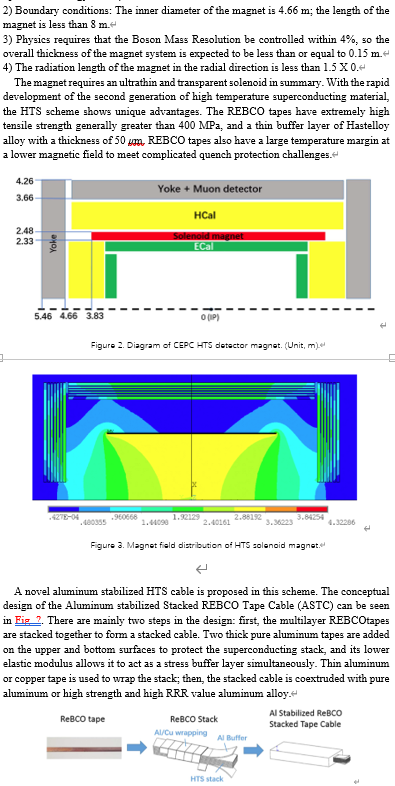 2) Boundary conditions: The inner diameter of the magnet is 4.66 m; the length of the
magnet is less than 8 m.
3) Physics requires that the Boson Mass Resolution be controlled within 4%, so the
overall thickness of the magnet system is expected to be less than or equal to 0.15 m.
4) The radiation length of the magnet in the radial direction is less than 1.5 X 0.
The magnet requires an ultrathin and transparent solenoid in summary. With the rapid
development of the second generation of high temperature superconducting material,
the HTS scheme shows unique advantages. The REBCO tapes have extremely high
tensile strength generally greater than 400 MPa, and a thin buffer layer of Hastelloy
alloy with a thickness of 50 μm. REBCO tapes also have a large temperature margin at
a lower magnetic field to meet complicated quench protection challenges.
4.26
3.66
2.48
2.33
Yoke
Yoke + Muon detector
HCal
Solenoid magnet
ECal
5.46 4.66 3.83
0 (IP)
Figure 2. Diagram of CEPC HTS detector magnet. (Unit, m)
X
.427E-04
.480355
.960668
1.44098
1.92129
2.40161
2.88192
3.36223
3.84254
4.32286
Figure 3. Magnet field distribution of HTS solenoid magnet.
A novel aluminum stabilized HTS cable is proposed in this scheme. The conceptual
design of the Aluminum stabilized Stacked REBCO Tape Cable (ASTC) can be seen
in Fig. ?. There are mainly two steps in the design: first, the multilayer REBCOtapes
are stacked together to form a stacked cable. Two thick pure aluminum tapes are added
on the upper and bottom surfaces to protect the superconducting stack, and its lower
elastic modulus allows it to act as a stress buffer layer simultaneously. Thin aluminum
or copper tape is used to wrap the stack; then, the stacked cable is coextruded with pure
aluminum or high strength and high RRR value aluminum alloy.
ReBCO tape
ReBCO Stack
Al/Cu wrapping
Al Buffer
HTS stack
Al Stabilized ReBCO
Stacked Tape Cable